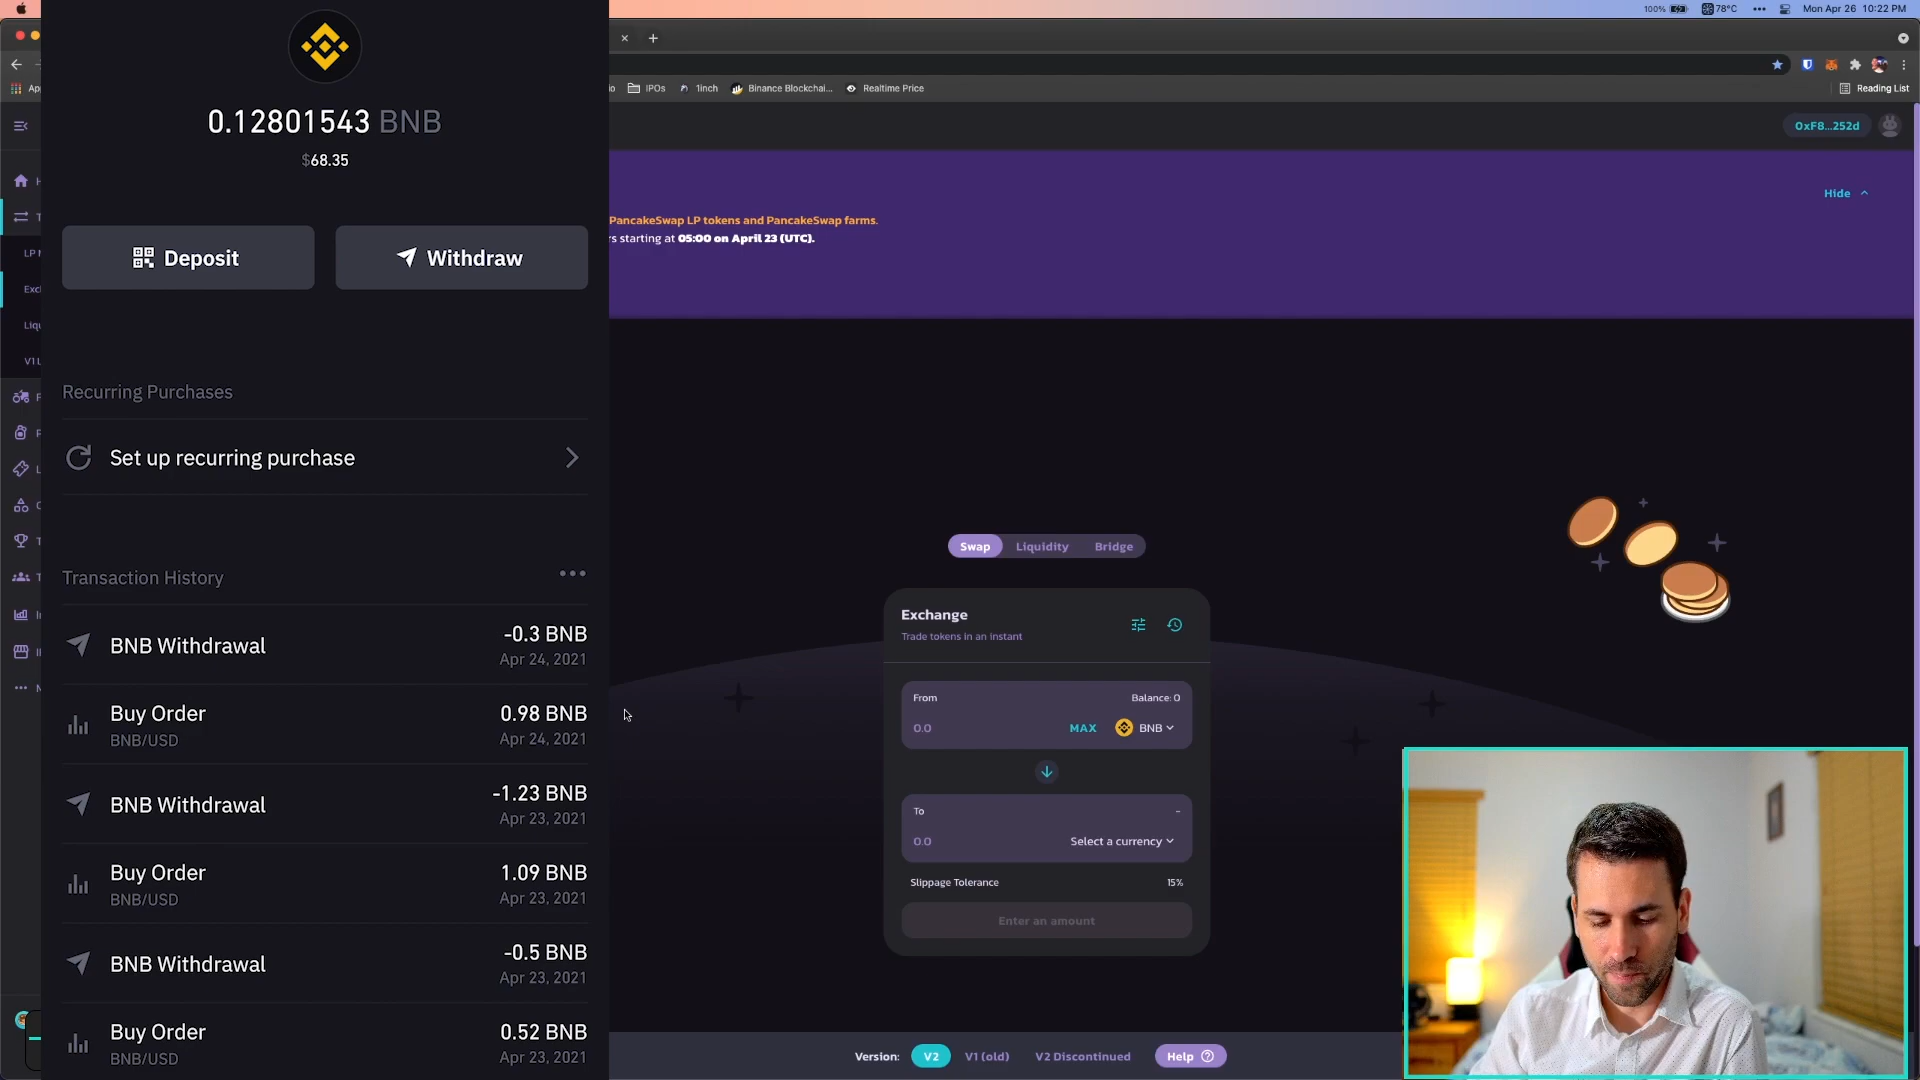 100%
78°C
Mon Apr 26 10:22 PM
IPOs
1inch
Binance Blockchai...
Realtime Price
Reading List
0.12801543 BNB
$68.35
Deposit
Withdraw
Recurring Purchases
Set up recurring purchase
Transaction History
BNB Withdrawal
-0.3 BNB
Apr 24, 2021
Buy Order
0.98 BNB
BNB/USD
Apr 24, 2021
BNB Withdrawal
-1.23 BNB
Apr 23, 2021
Buy Order
1.09 BNB
BNB/USD
Apr 23, 2021
BNB Withdrawal
-0.5 BNB
Apr 23, 2021
Buy Order
0.52 BNB
BNB/USD
Apr 23, 2021
0xF8...252d
Hide
PancakeSwap LP tokens and PancakeSwap farms.
rs starting at 05:00 on April 23 (UTC).
Swap
Liquidity
Bridge
Exchange
Trade tokens in an instant
From
Balance: 0
0.0
MAX
BNB
To
-
0.0
Select a currency
Slippage Tolerance
15%
Enter an amount
Version:
V2
V1 (old)
V2 Discontinued
Help